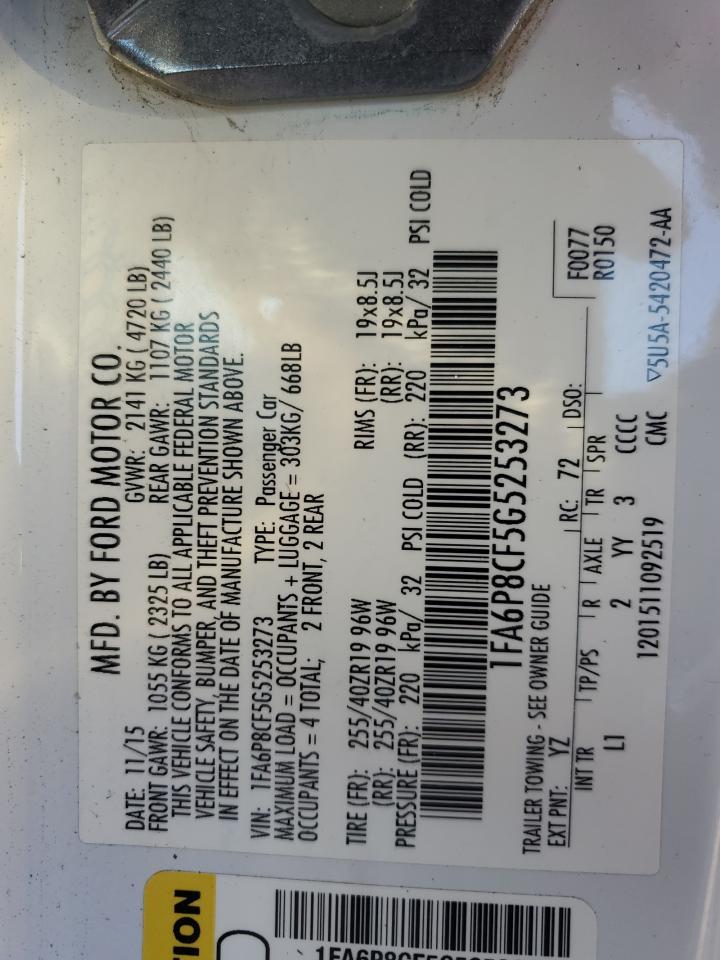 MFD. BY FORD MOTOR CO.
DATE: 11/15 GVWR: 2141 KG ( 4720 LB)
FRONT GAWR: 1055 KG ( 2325 LB) REAR GAWR: 1107 KG ( 2440 LB)
THIS VEHICLE CONFORMS TO ALL APPLICABLE FEDERAL MOTOR
VEHICLE SAFETY, BUMPER, AND THEFT PREVENTION STANDARDS
IN EFFECT ON THE DATE OF MANUFACTURE SHOWN ABOVE.
VIN: 1FA6P8CF5G5253273 TYPE: Passenger Car
MAXIMUM LOAD = OCCUPANTS + LUGGAGE = 303KG/ 668LB
OCCUPANTS = 4 TOTAL; 2 FRONT, 2 REAR
TIRE (FR): 255/40ZR19 96W RIMS (FR): 19x8.5J
(RR): 255/40ZR19 96W (RR): 19x8.5J
PRESSURE (FR): 220 kPa/ 32 PSI COLD (RR): 220 kPa/ 32 PSI COLD
1FA6P8CF5G5253273
TRAILER TOWING - SEE OWNER GUIDE
EXT PNT: YZ RC: 72 DSO: F0077
R0150
INT TR TP/PS R AXLE TR SPR
LI 2 YY 3 CCCC
1201511092519 CMC ▽5U5A-5420472-AA